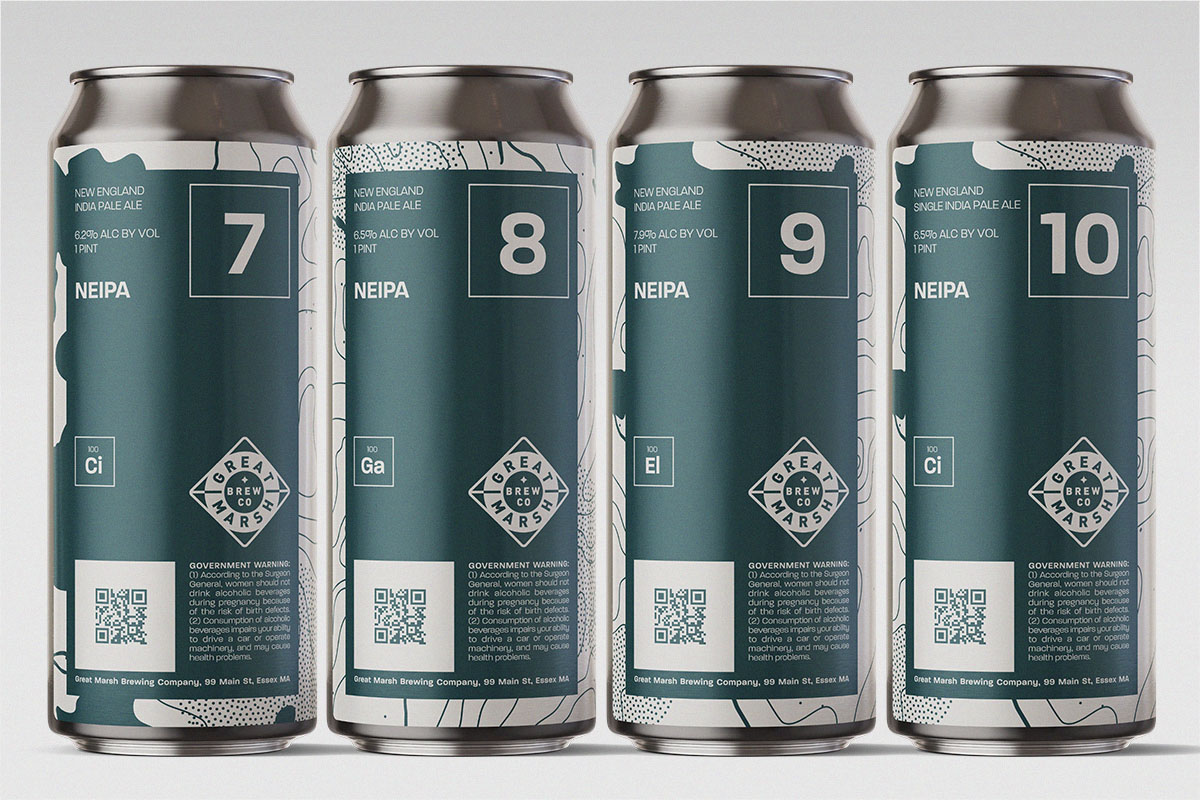 NEW ENGLAND
INDIA PALE ALE
6.2% ALC BY VOL
1 PINT
7
NEIPA
100
Ci
GREAT
BREW
CO
MARSH
GOVERNMENT WARNING:
(1) According to the Surgeon
General, women should not
drink alcoholic beverages
during pregnancy because
of the risk of birth defects.
(2) Consumption of alcoholic
beverages impairs your ability
to drive a car or operate
machinery, and may cause
health problems.
Great Marsh Brewing Company, 99 Main St, Essex MA
NEW ENGLAND
INDIA PALE ALE
6.5% ALC BY VOL
1 PINT
8
NEIPA
100
Ga
GREAT
BREW
CO
MARSH
GOVERNMENT WARNING:
(1) According to the Surgeon
General, women should not
drink alcoholic beverages
during pregnancy because
of the risk of birth defects.
(2) Consumption of alcoholic
beverages impairs your ability
to drive a car or operate
machinery, and may cause
health problems.
Great Marsh Brewing Company, 99 Main St, Essex MA
NEW ENGLAND
INDIA PALE ALE
7.9% ALC BY VOL
1 PINT
9
NEIPA
100
El
GREAT
BREW
CO
MARSH
GOVERNMENT WARNING:
(1) According to the Surgeon
General, women should not
drink alcoholic beverages
during pregnancy because
of the risk of birth defects.
(2) Consumption of alcoholic
beverages impairs your ability
to drive a car or operate
machinery, and may cause
health problems.
Great Marsh Brewing Company, 99 Main St, Essex MA
NEW ENGLAND
SINGLE INDIA PALE ALE
6.5% ALC BY VOL
1 PINT
10
NEIPA
100
Ci
GREAT
BREW
CO
MARSH
GOVERNMENT WARNING:
(1) According to the Surgeon
General, women should not
drink alcoholic beverages
during pregnancy because
of the risk of birth defects.
(2) Consumption of alcoholic
beverages impairs your ability
to drive a car or operate
machinery, and may cause
health problems.
Great Marsh Brewing Company, 99 Main St, Essex MA